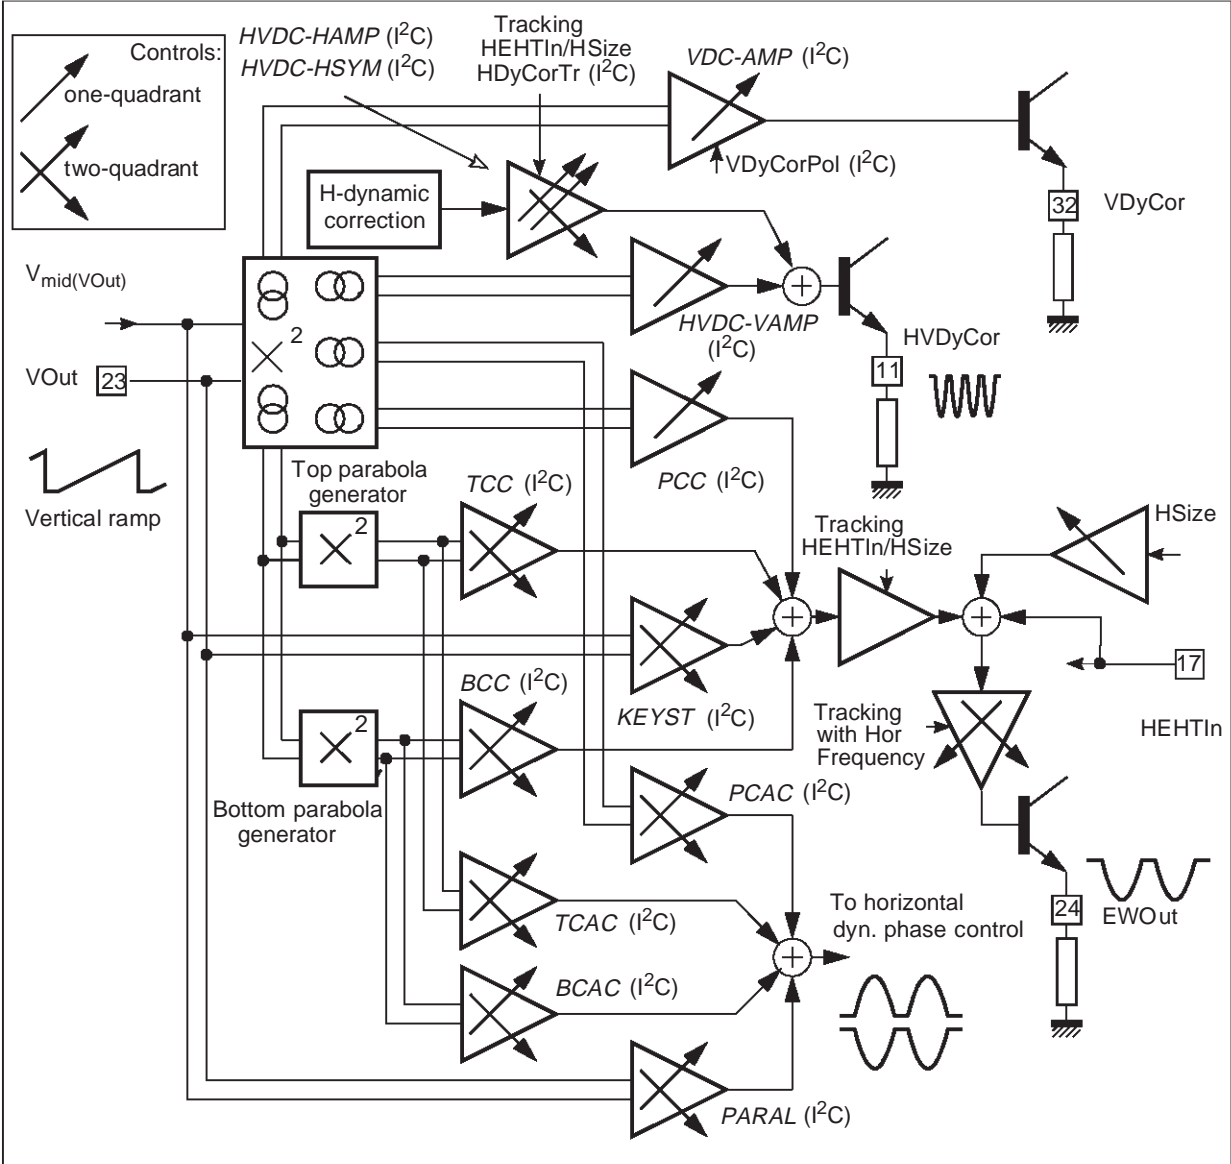 Controls:
one-quadrant
two-quadrant
HVDC-HAMP (I2C)
HVDC-HSYM (I2C)
Tracking
HEHTIn/HSize
HDyCorTr (I2C)
VDC-AMP (I2C)
VDyCorPol (I2C)
32
VDyCor
H-dynamic
correction
Vmid(VOut)
2
VOut
23
HVDC-VAMP
(I2C)
HVDyCor
11
Vertical ramp
Top parabola
generator
2
TCC (I2C)
PCC (I2C)
Tracking
HEHTIn/HSize
HSize
17
HEHTIn
KEYST (I2C)
BCC (I2C)
2
Bottom parabola
generator
Tracking
with Hor
Frequency
PCAC (I2C)
24
EWOut
TCAC (I2C)
To horizontal
dyn. phase control
BCAC (I2C)
PARAL (I2C)